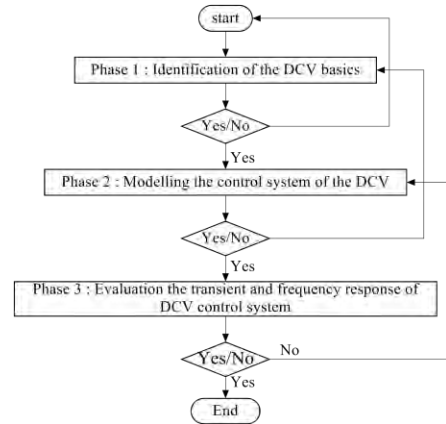 start
Phase 1 : Identification of the DCV basics
Yes/No
Yes
Phase 2 : Modelling the control system of the DCV
Yes/No
Yes
Phase 3 : Evaluation the transient and frequency response of
DCV control system
Yes/No
No
Yes
End